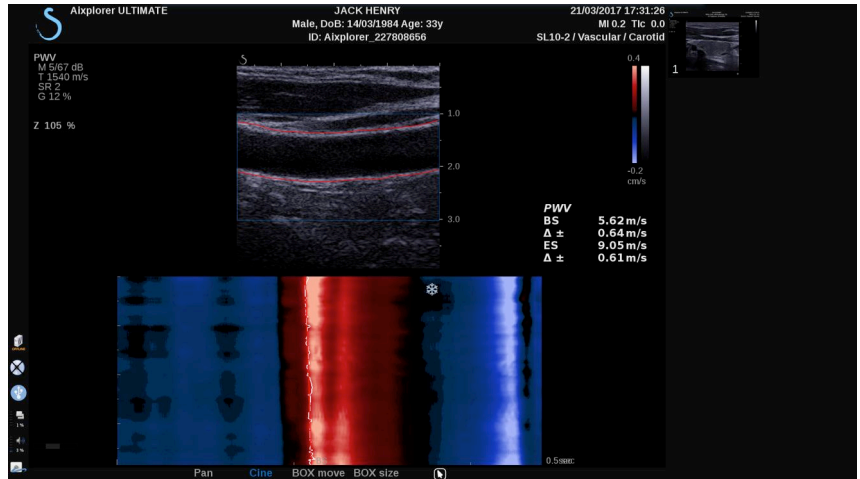 Aixplorer ULTIMATE
JACK HENRY
21/03/2017 17:31:26
Male, DoB: 14/03/1984 Age: 33y
MI 0.2 TIc 0.0
ID: Aixplorer_227808656
SL10-2 / Vascular / Carotid
PWV
M 5/67 dB
T 1540 m/s
SR 2
G 12 %
Z 105 %
S
1.0
2.0
3.0
0.4
-0.2
cm/s
1
PWV
BS 5.62 m/s
Δ ± 0.64 m/s
ES 9.05 m/s
Δ ± 0.61 m/s
1%
3%
Pan Cine BOX move BOX size